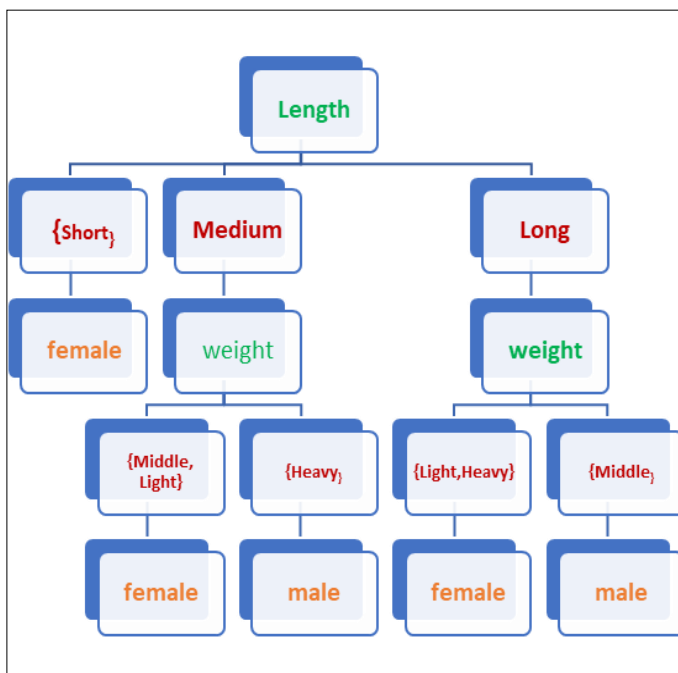 Length
{Short}
Medium
Long
female
weight
weight
{Middle,
Light}
{Heavy}
{Light,Heavy}
{Middle}
female
male
female
male